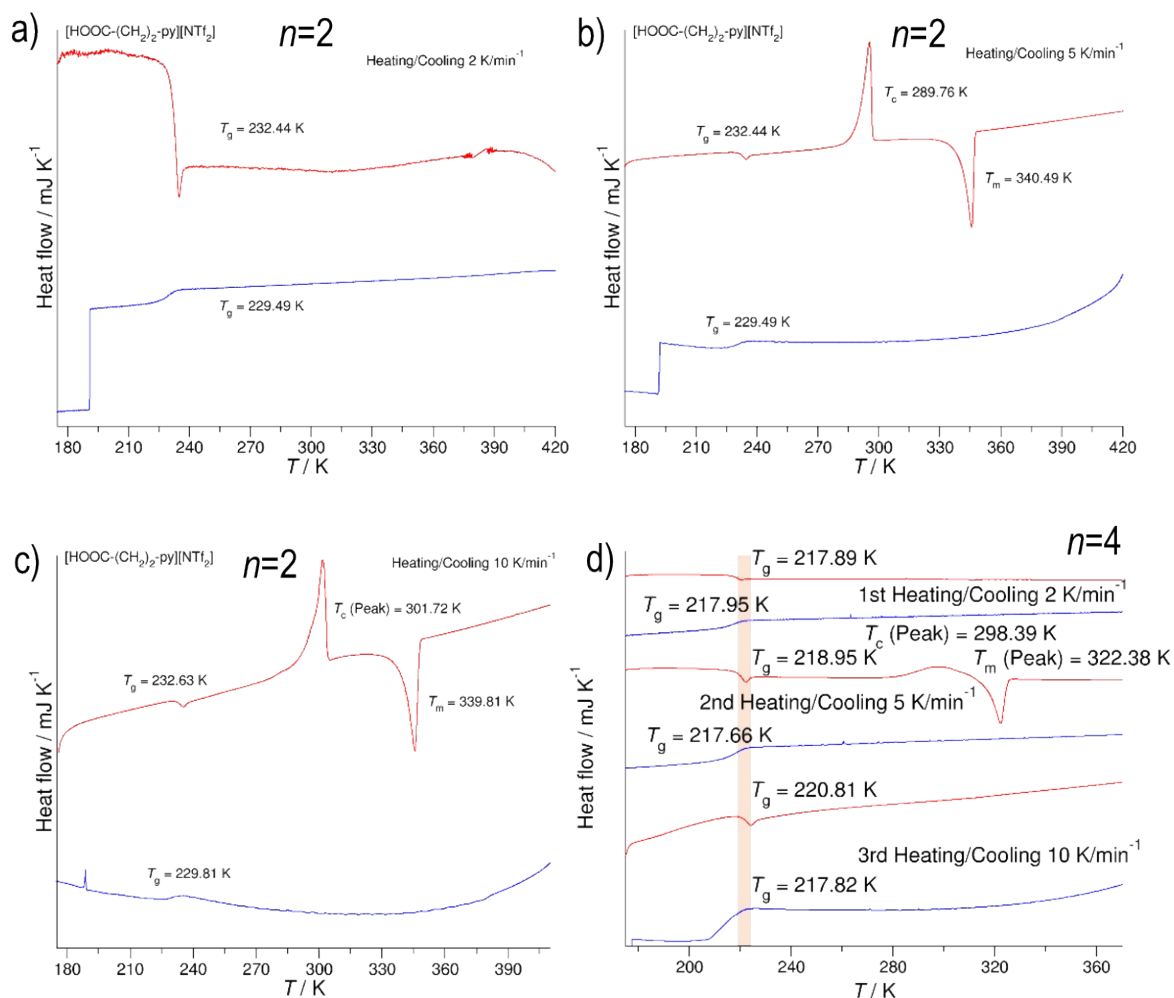 a)
[HOOC-(CH2)2-py][NTf2]
n=2
Heating/Cooling 2 K/min-1
Tg = 232.44 K
Tg = 229.49 K
Heat flow / mJ K-1
180 210 240 270 300 330 360 390 420
T / K
b)
[HOOC-(CH2)2-py][NTf2]
n=2
Heating/Cooling 5 K/min-1
Tc = 289.76 K
Tg = 232.44 K
Tm = 340.49 K
Tg = 229.49 K
Heat flow / mJ K-1
180 210 240 270 300 330 360 390 420
T / K
c)
[HOOC-(CH2)2-py][NTf2]
n=2
Heating/Cooling 10 K/min-1
Tc (Peak) = 301.72 K
Tg = 232.63 K
Tm = 339.81 K
Tg = 229.81 K
Heat flow / mJ K-1
180 210 240 270 300 330 360 390
T / K
d)
n=4
Tg = 217.89 K
1st Heating/Cooling 2 K/min-1
Tg = 217.95 K
Tc (Peak) = 298.39 K
Tg = 218.95 K
Tm (Peak) = 322.38 K
2nd Heating/Cooling 5 K/min-1
Tg = 217.66 K
Tg = 220.81 K
3rd Heating/Cooling 10 K/min-1
Tg = 217.82 K
Heat flow / mJ K-1
200 240 280 320 360
T / K